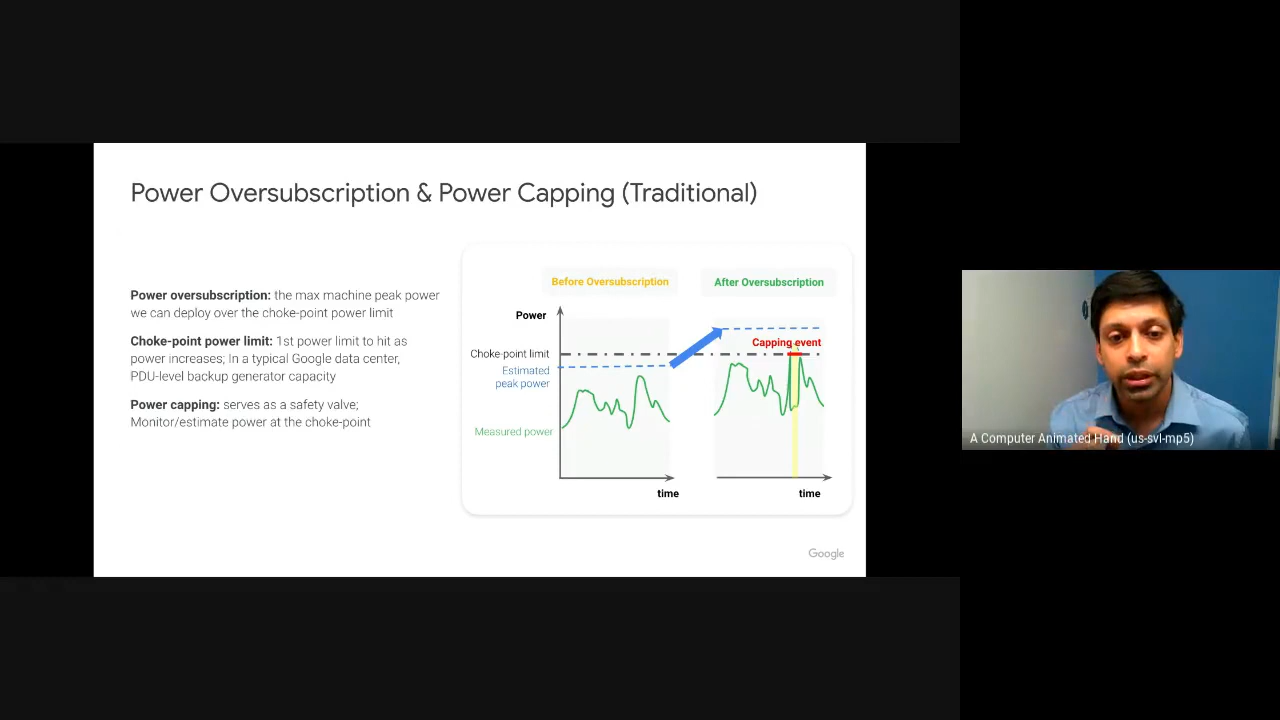 Power Oversubscription & Power Capping (Traditional)
Power oversubscription: the max machine peak power
we can deploy over the choke-point power limit
Choke-point power limit: 1st power limit to hit as
power increases; In a typical Google data center,
PDU-level backup generator capacity
Power capping: serves as a safety valve;
Monitor/estimate power at the choke-point
Before Oversubscription
After Oversubscription
Power
Capping event
Choke-point limit
Estimated
peak power
Measured power
time
time
Google
A Computer Animated Hand (us-svl-mp5)